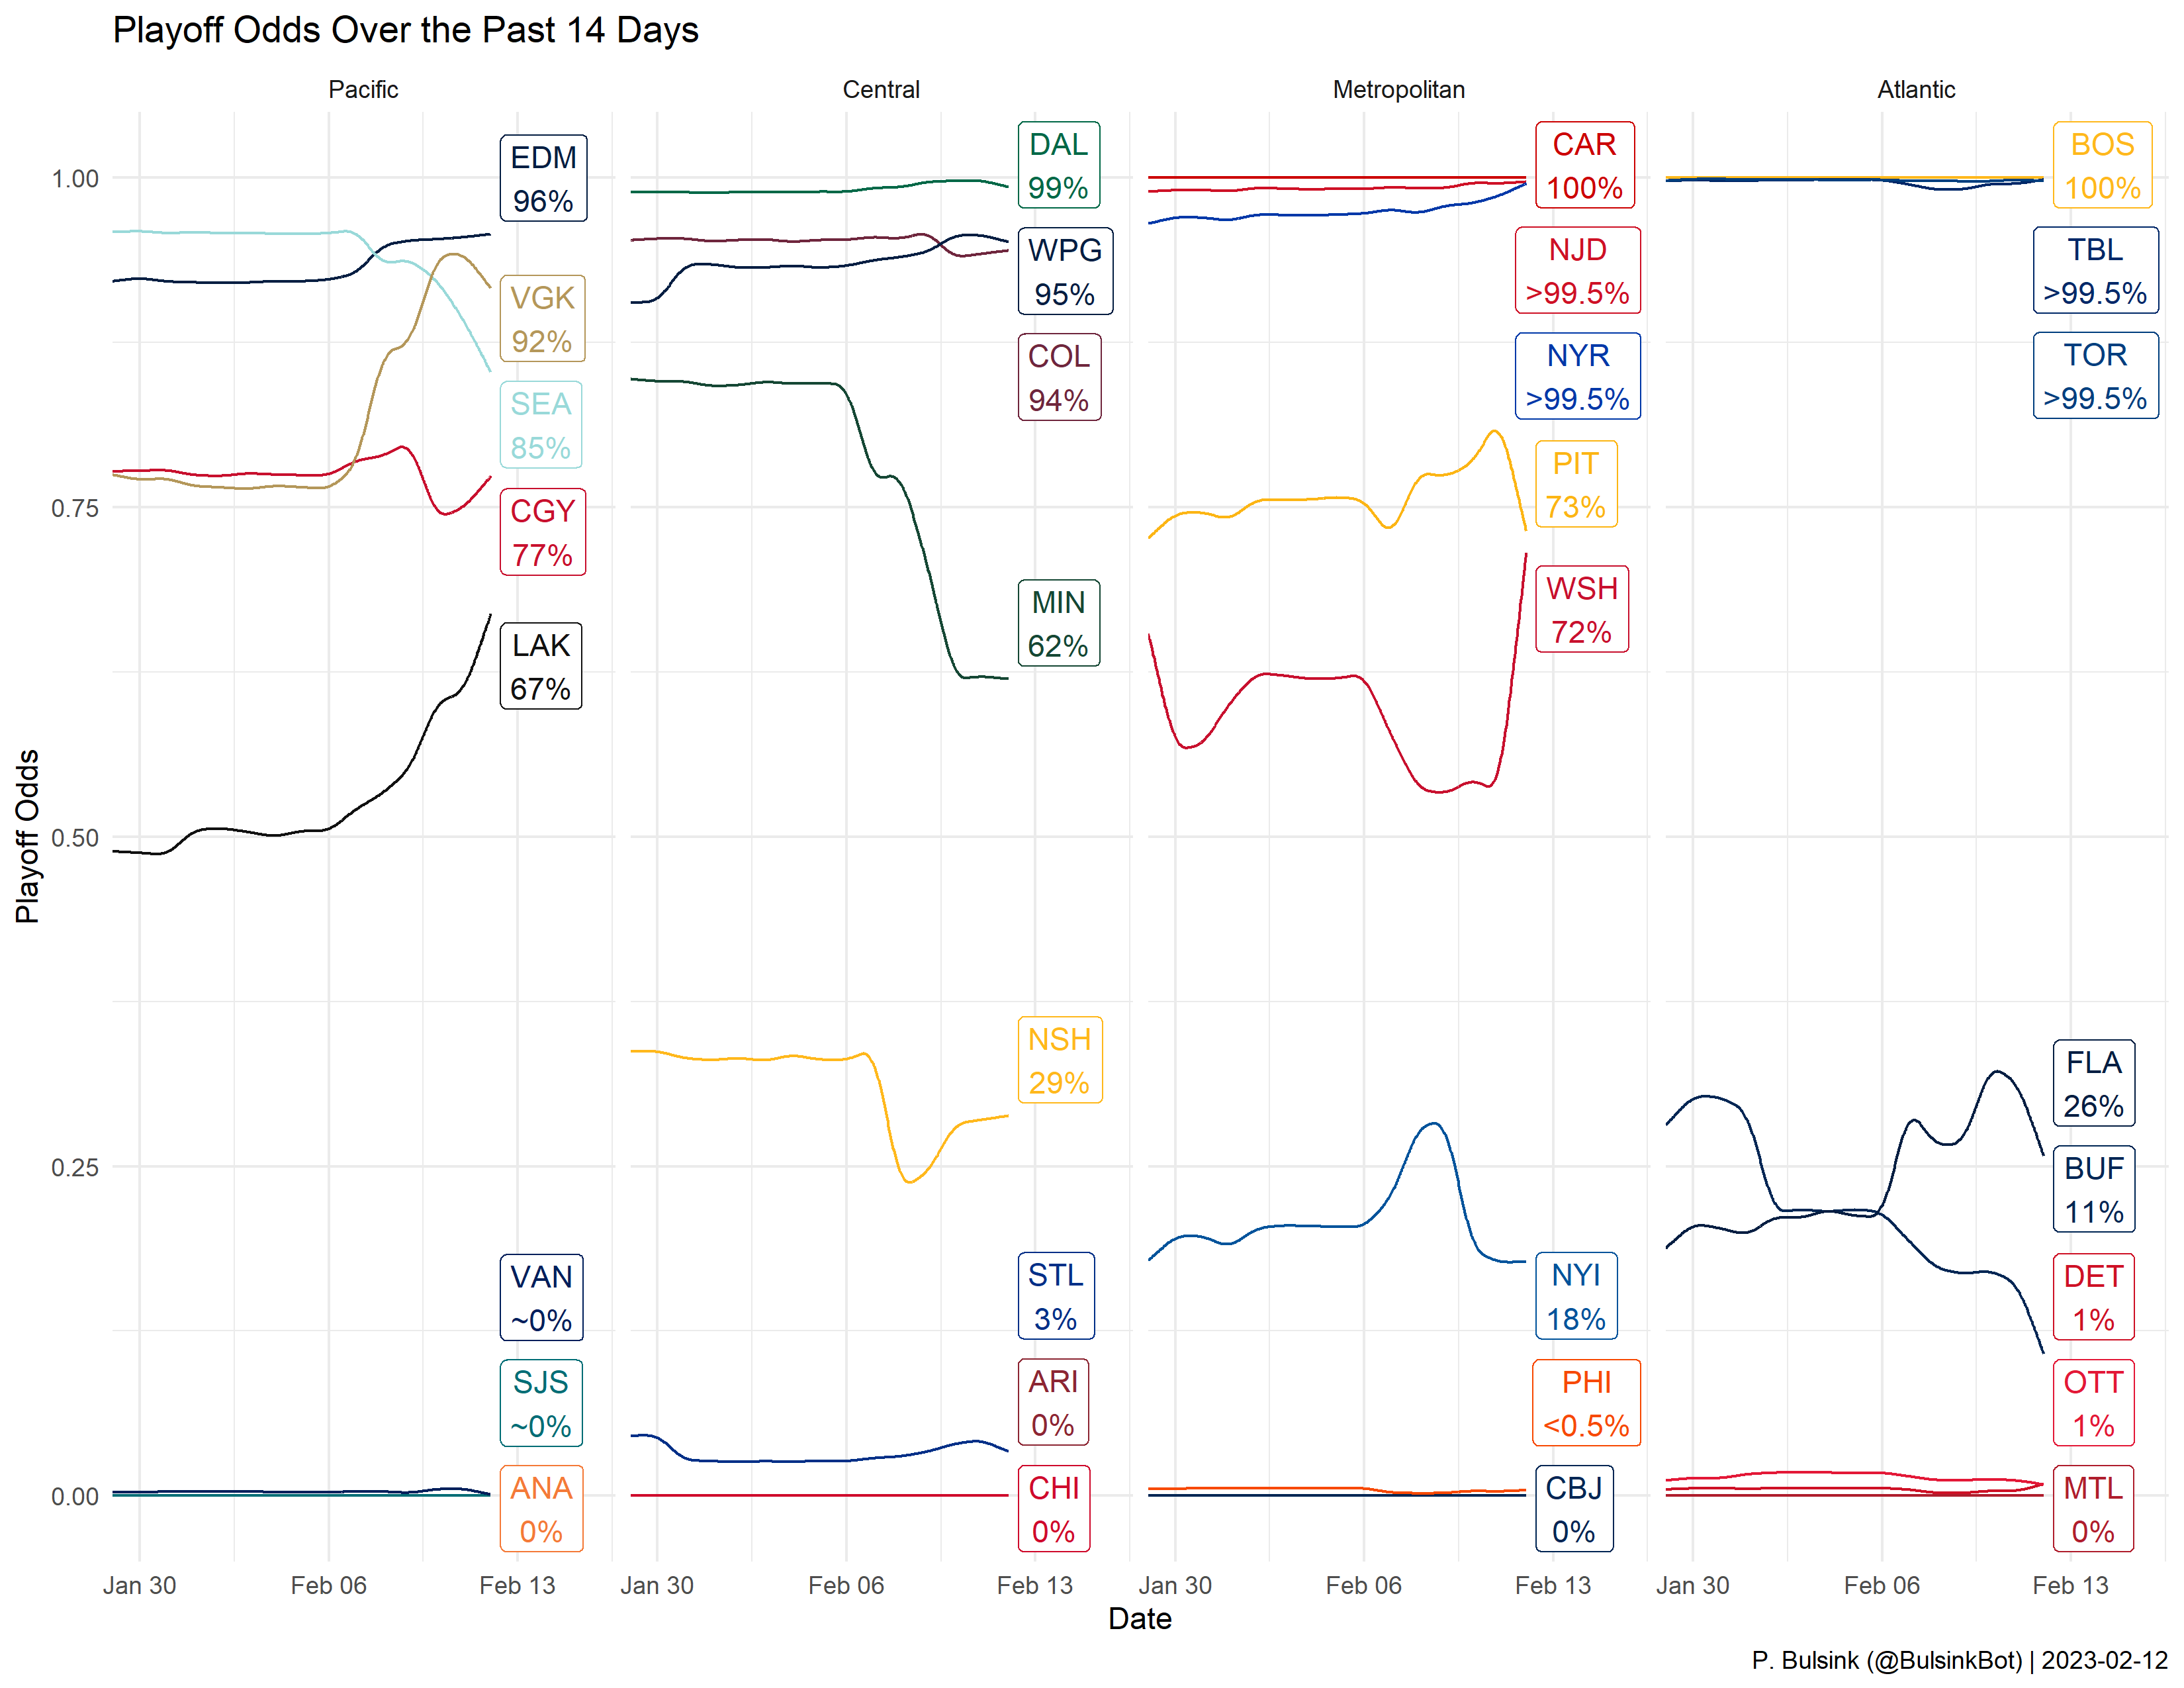 Playoff Odds Over the Past 14 Days
Pacific
Central
Metropolitan
Atlantic
Playoff Odds
1.00
0.75
0.50
0.25
0.00
EDM
96%
VGK
92%
SEA
85%
CGY
77%
LAK
67%
VAN
~0%
SJS
~0%
ANA
0%
DAL
99%
WPG
95%
COL
94%
MIN
62%
NSH
29%
STL
3%
ARI
0%
CHI
0%
CAR
100%
NJD
>99.5%
NYR
>99.5%
PIT
73%
WSH
72%
NYI
18%
PHI
<0.5%
CBJ
0%
BOS
100%
TBL
>99.5%
TOR
>99.5%
FLA
26%
BUF
11%
DET
1%
OTT
1%
MTL
0%
Jan 30 Feb 06 Feb 13 Jan 30 Feb 06 Feb 13 Jan 30 Feb 06 Feb 13 Jan 30 Feb 06 Feb 13
Date
P. Bulsink (@BulsinkBot) | 2023-02-12